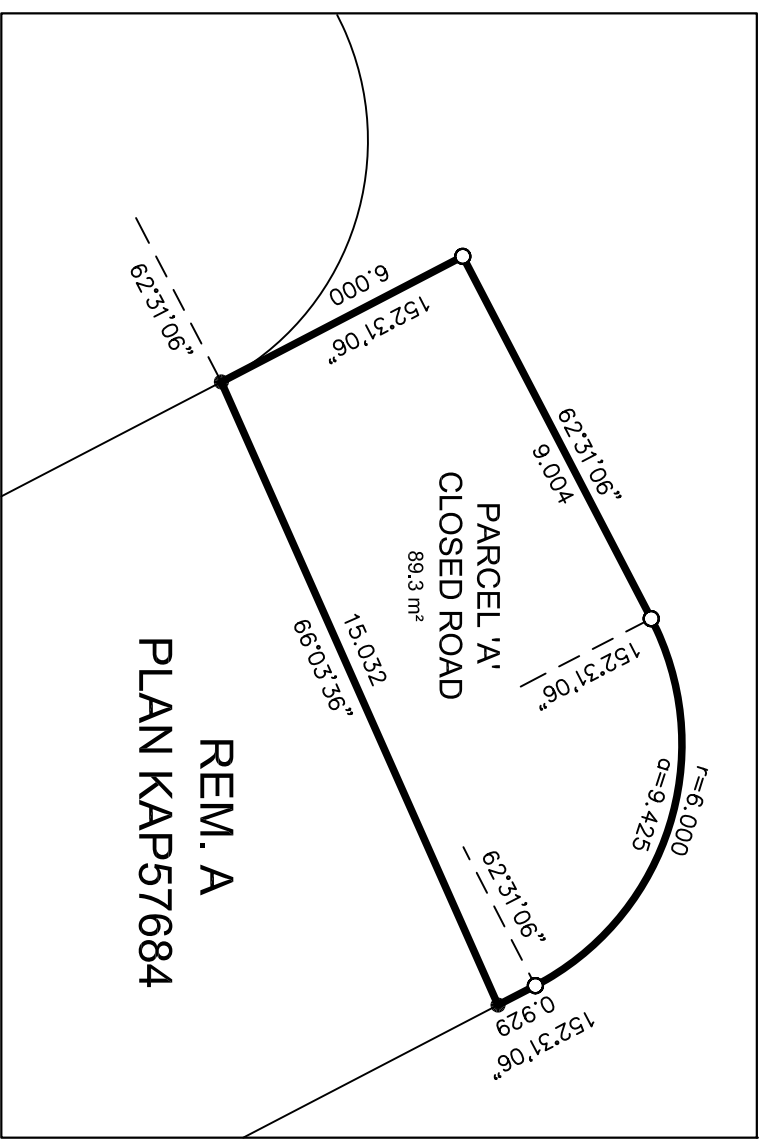 62°31'06"
6.000
152°31'06"
62°31'06"
9.004
PARCEL 'A'
CLOSED ROAD
89.3 m²
152°31'06"
r=6.000
a=9.425
15.032
66°03'36"
62°31'06"
0.929
152°31'06"
REM. A
PLAN KAP57684